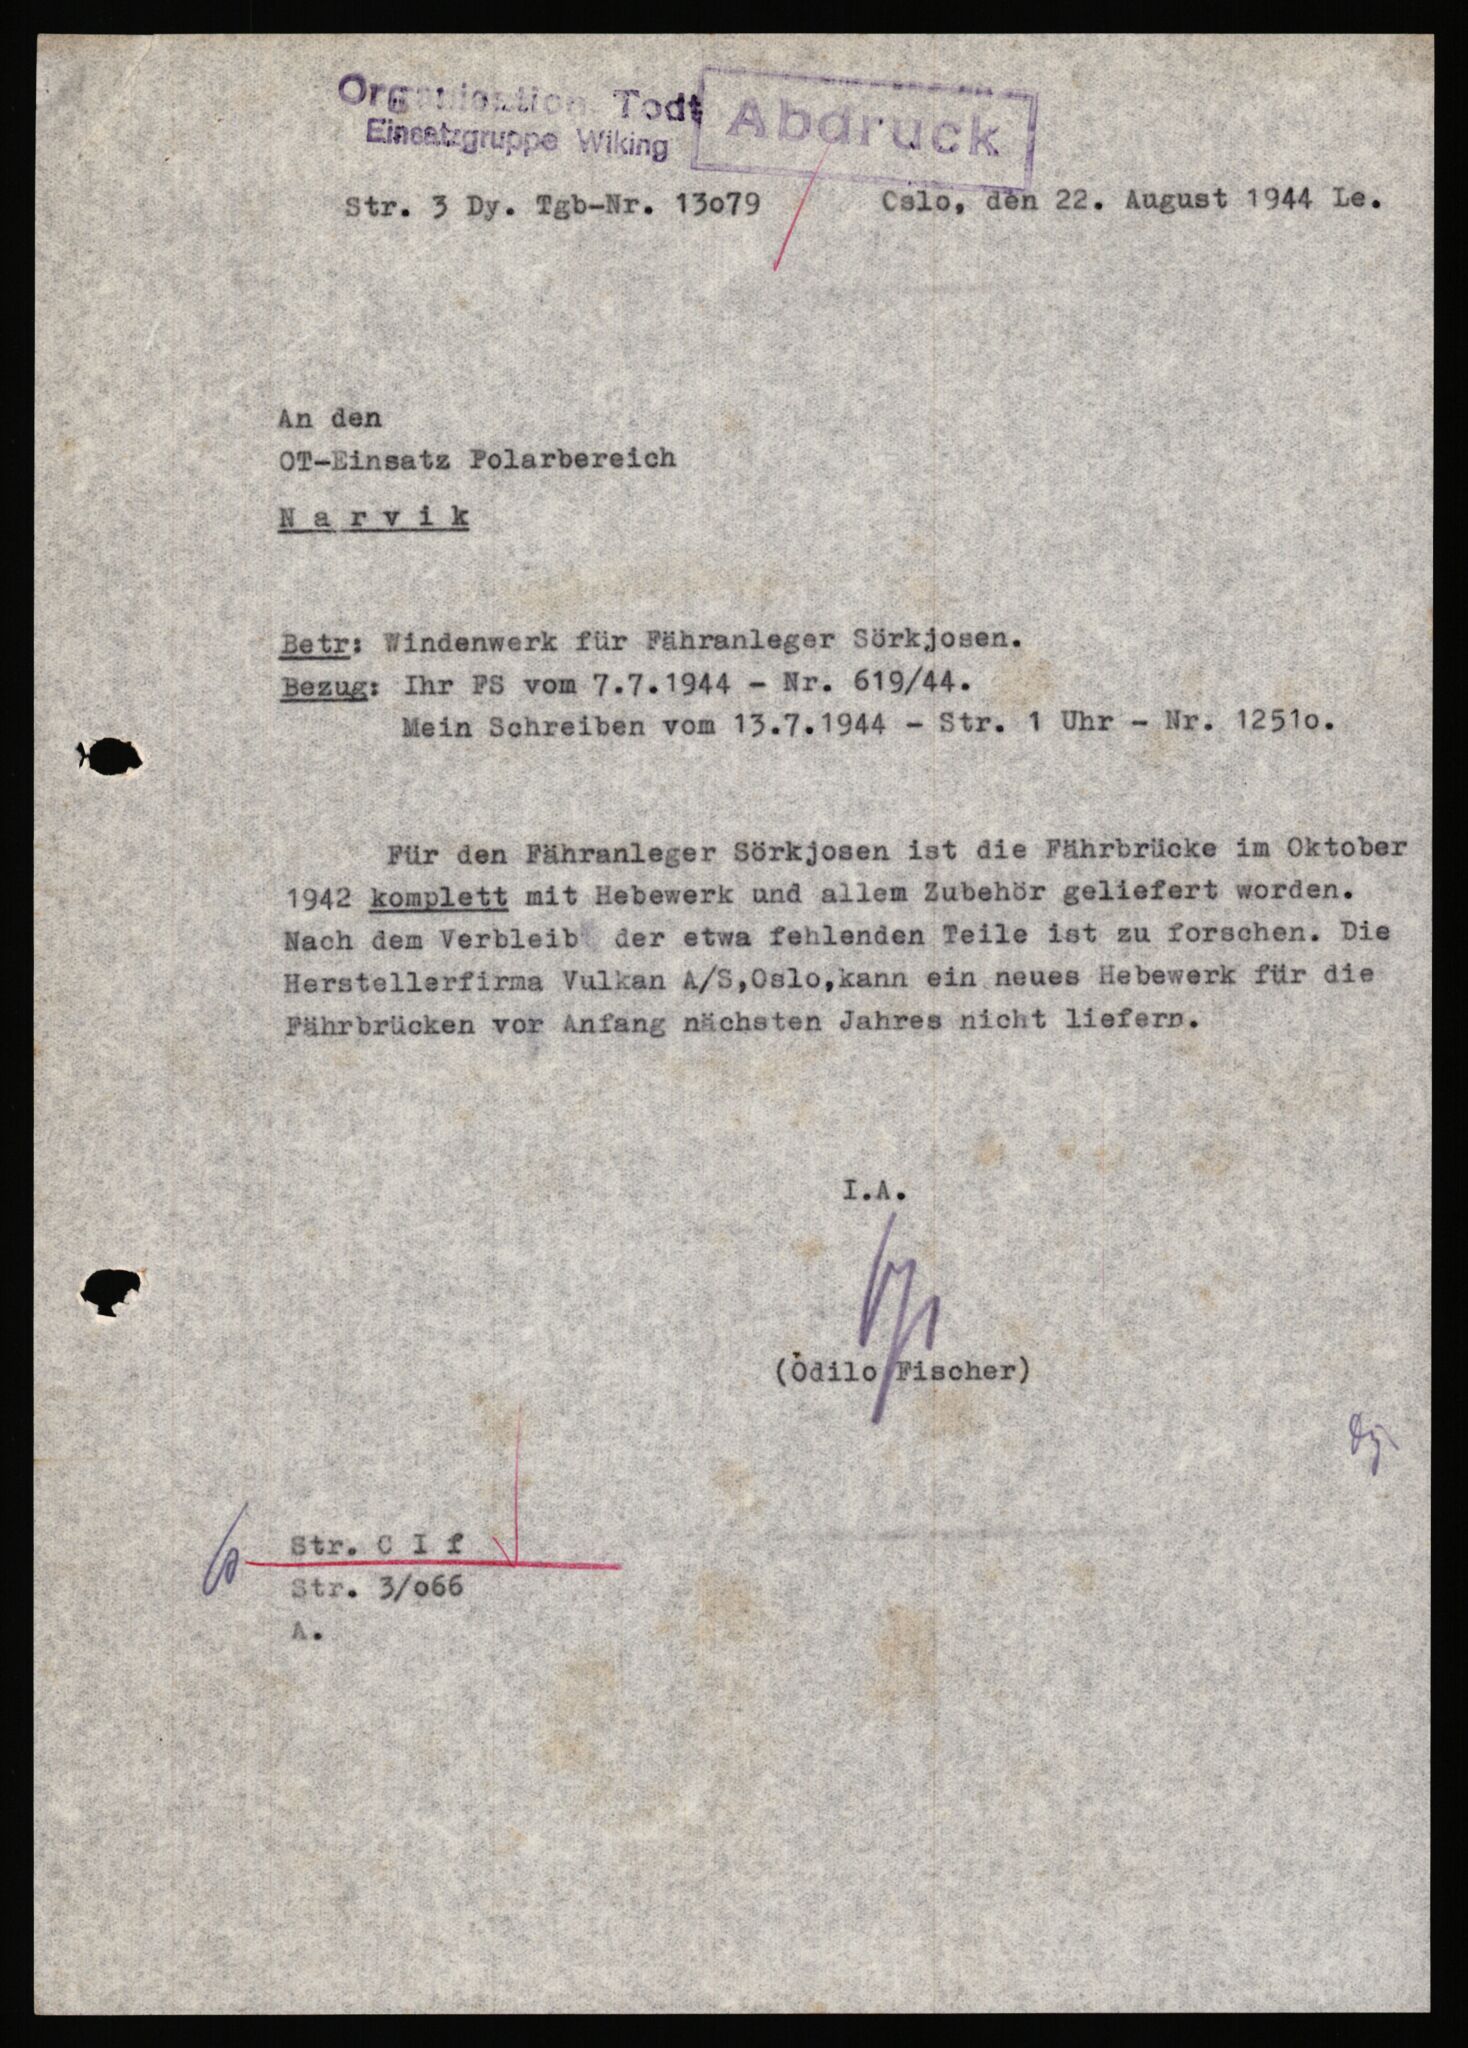 Organisation Todt
Einsatzgruppe Wiking
Abdruck
Str. 3 Dy. Tgb-Nr. 13o79
Oslo, den 22. August 1944 Le.
An den
OT-Einsatz Polarbereich
N a r v i k
Betr: Windenwerk für Fähranleger Sörkjosen.
Bezug: Ihr FS vom 7.7.1944 - Nr. 619/44.
Mein Schreiben vom 13.7.1944 - Str. 1 Uhr - Nr. 1251o.
Für den Fähranleger Sörkjosen ist die Fährbrücke im Oktober
1942 komplett mit Hebewerk und allem Zubehör geliefert worden.
Nach dem Verbleib der etwa fehlenden Teile ist zu forschen. Die
Herstellerfirma Vulkan A/S,Oslo,kann ein neues Hebewerk für die
Fährbrücken vor Anfang nächsten Jahres nicht liefern.
I.A.
(Odilo Fischer)
Dy.
Str. C I f
Str. 3/o66
A.